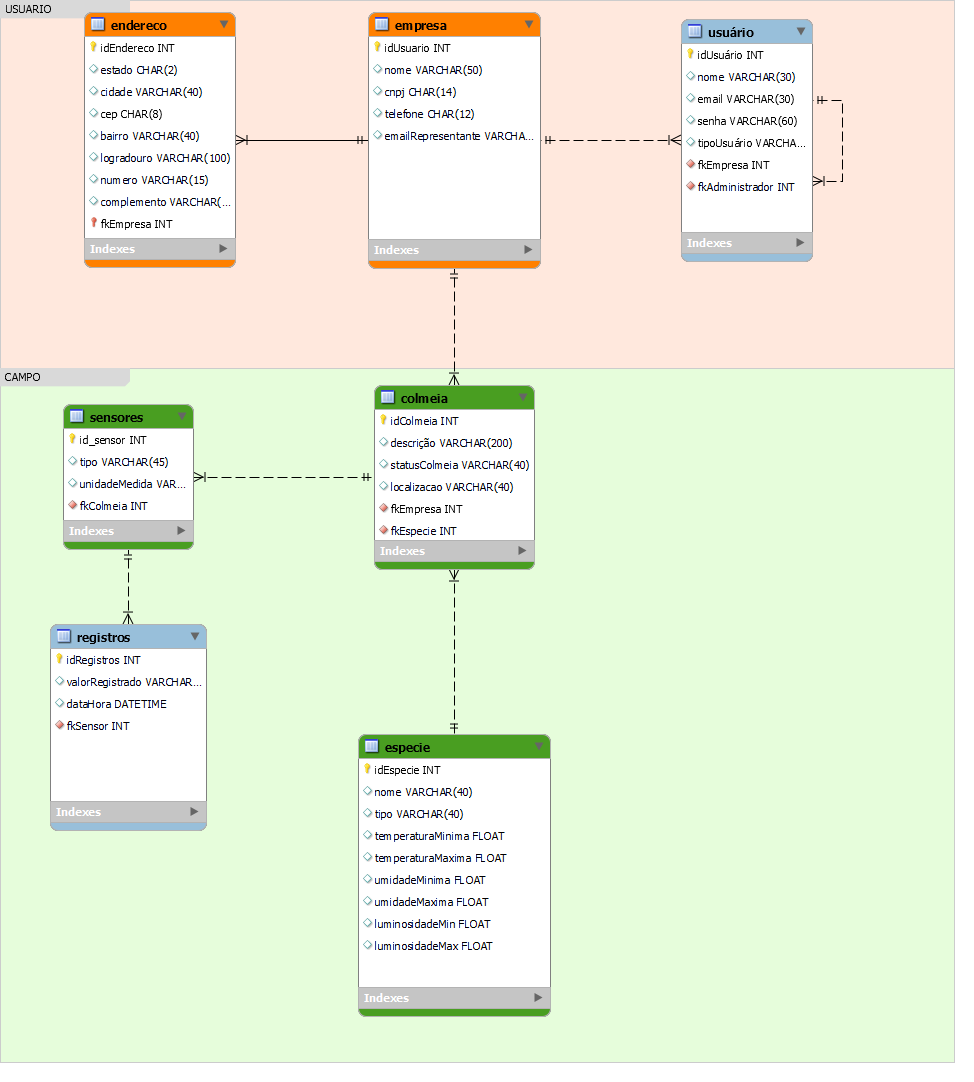 USUARIO
endereco
idEndereco INT
estado CHAR(2)
cidade VARCHAR(40)
cep CHAR(8)
bairro VARCHAR(40)
logradouro VARCHAR(100)
numero VARCHAR(15)
complemento VARCHAR(...
fkEmpresa INT
Indexes
empresa
idUsuario INT
nome VARCHAR(50)
cnpj CHAR(14)
telefone CHAR(12)
emailRepresentante VARCHA...
Indexes
usuário
idUsuário INT
nome VARCHAR(30)
email VARCHAR(30)
senha VARCHAR(60)
tipoUsuário VARCHA...
fkEmpresa INT
fkAdministrador INT
Indexes
CAMPO
sensores
id_sensor INT
tipo VARCHAR(45)
unidadeMedida VAR...
fkColmeia INT
Indexes
colmeia
idColmeia INT
descrição VARCHAR(200)
statusColmeia VARCHAR(40)
localizacao VARCHAR(40)
fkEmpresa INT
fkEspecie INT
Indexes
registros
idRegistros INT
valorRegistrado VARCHAR...
dataHora DATETIME
fkSensor INT
Indexes
especie
idEspecie INT
nome VARCHAR(40)
tipo VARCHAR(40)
temperaturaMinima FLOAT
temperaturaMaxima FLOAT
umidadeMinima FLOAT
umidadeMaxima FLOAT
luminosidadeMin FLOAT
luminosidadeMax FLOAT
Indexes